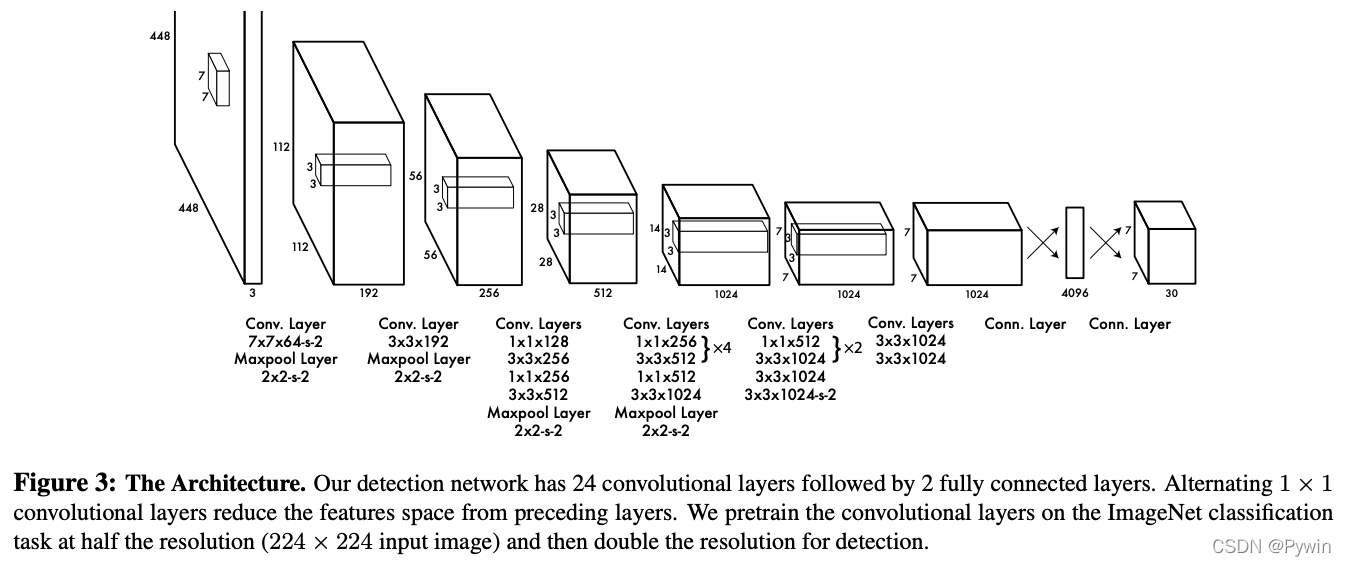 448
7
7
448
3
112
3
3
112
192
56
3
3
56
256
28
3
3
28
512
14
3
3
14
1024
7
3
3
7
1024
7
7
1024
4096
7
7
30
Conv. Layer
7x7x64-s-2
Maxpool Layer
2x2-s-2
Conv. Layer
3x3x192
Maxpool Layer
2x2-s-2
Conv. Layers
1x1x128
3x3x256
1x1x256
3x3x512
Maxpool Layer
2x2-s-2
Conv. Layers
1x1x256
3x3x512
}×4
1x1x512
3x3x1024
Maxpool Layer
2x2-s-2
Conv. Layers
1x1x512
3x3x1024
}×2
3x3x1024
3x3x1024-s-2
Conv. Layers
3x3x1024
3x3x1024
Conn. Layer
Conn. Layer
Figure 3: The Architecture. Our detection network has 24 convolutional layers followed by 2 fully connected layers. Alternating 1 × 1
convolutional layers reduce the features space from preceding layers. We pretrain the convolutional layers on the ImageNet classification
task at half the resolution (224 × 224 input image) and then double the resolution for detection.
CSDN @Pywin